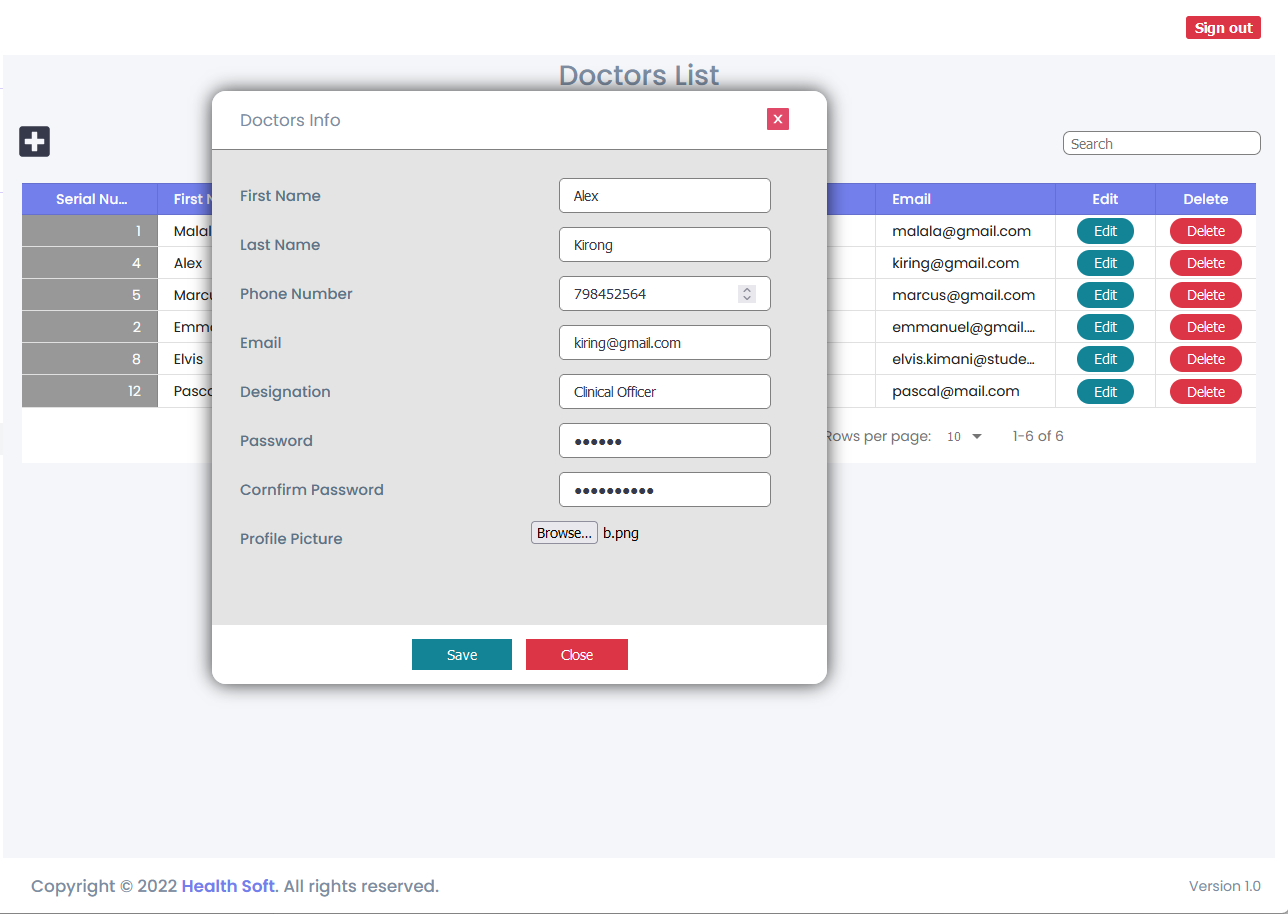 Sign out
Doctors List
Search
Doctors Info
x
First Name Alex
Last Name Kirong
Phone Number 798452564
Email kiring@gmail.com
Designation Clinical Officer
Password ••••••
Cornfirm Password ••••••••••
Profile Picture Browse... b.png
Save Close
Serial Nu... First N Email Edit Delete
1 Malal malala@gmail.com Edit Delete
4 Alex kiring@gmail.com Edit Delete
5 Marcu marcus@gmail.com Edit Delete
2 Emma emmanuel@gmail.... Edit Delete
8 Elvis elvis.kimani@stude... Edit Delete
12 Pasca pascal@mail.com Edit Delete
Rows per page: 10 1-6 of 6
Copyright © 2022 Health Soft. All rights reserved.
Version 1.0